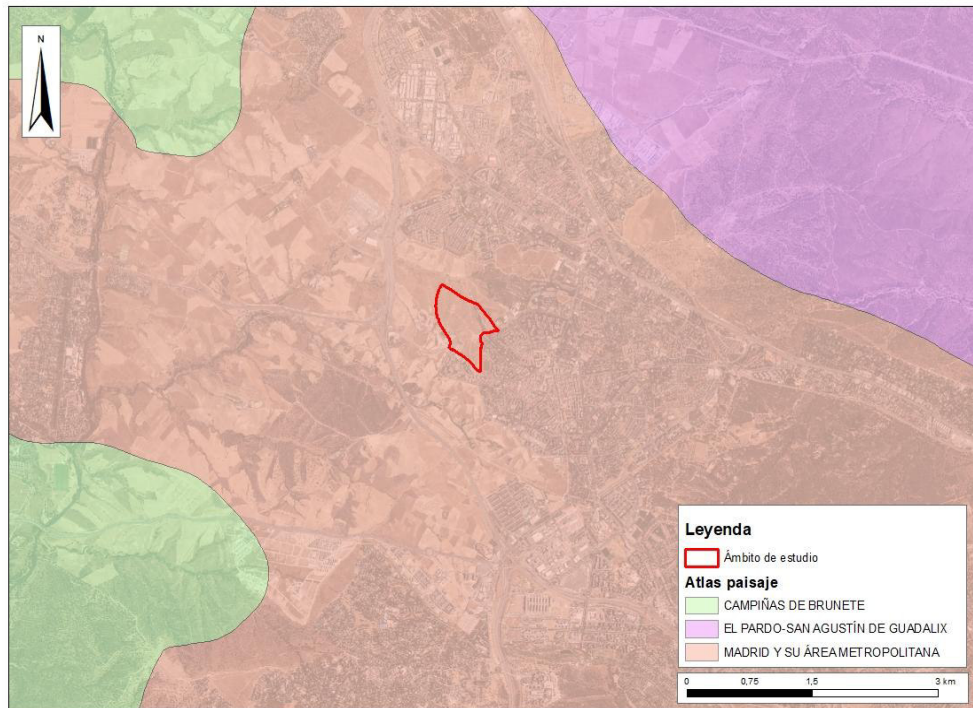 N
Leyenda
Ámbito de estudio
Atlas paisaje
CAMPIÑAS DE BRUNETE
EL PARDO-SAN AGUSTÍN DE GUADALIX
MADRID Y SU ÁREA METROPOLITANA
0 0,75 1,5 3 km